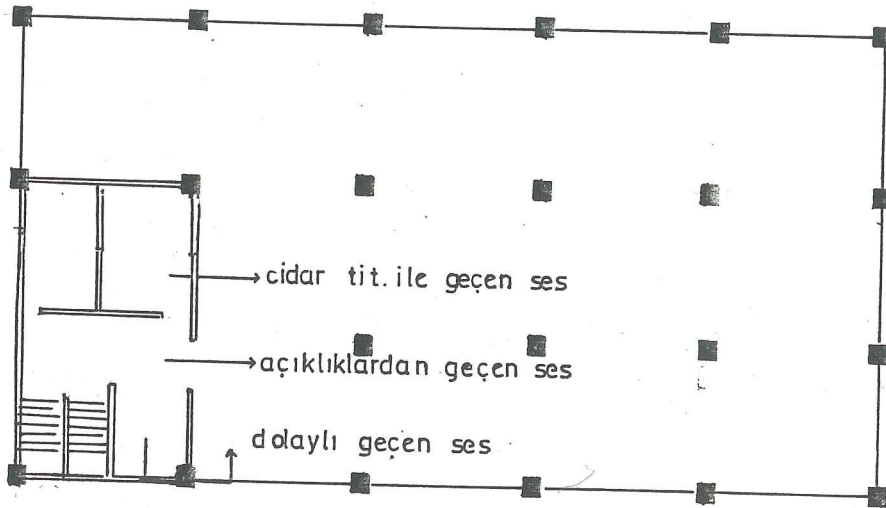 cidar tit. ile geçen ses
açıklıklardan geçen ses
dolaylı geçen ses